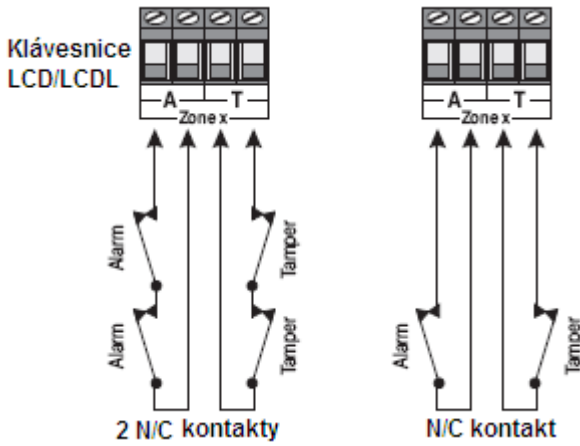 Klávesnice
LCD/LCDL
A T
Zone x
A T
Zone x
Alarm
Tamper
Alarm
Tamper
Alarm
Tamper
2 N/C kontakty
N/C kontakt